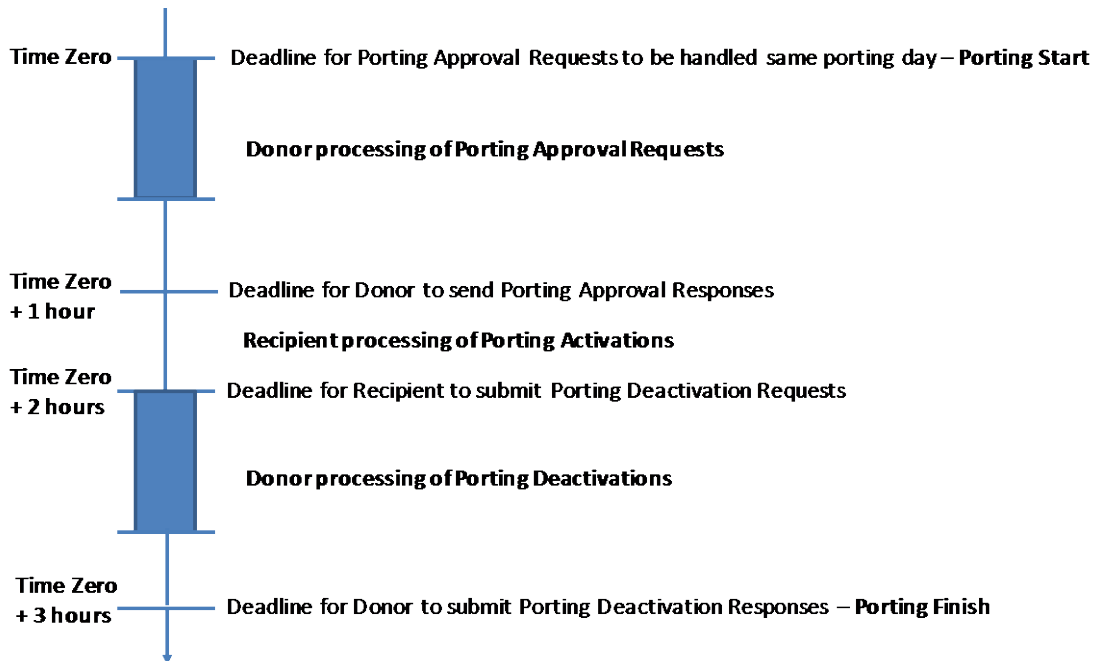 Time Zero
Deadline for Porting Approval Requests to be handled same porting day – Porting Start
Donor processing of Porting Approval Requests
Time Zero
+ 1 hour
Deadline for Donor to send Porting Approval Responses
Recipient processing of Porting Activations
Time Zero
+ 2 hours
Deadline for Recipient to submit Porting Deactivation Requests
Donor processing of Porting Deactivations
Time Zero
+ 3 hours
Deadline for Donor to submit Porting Deactivation Responses – Porting Finish